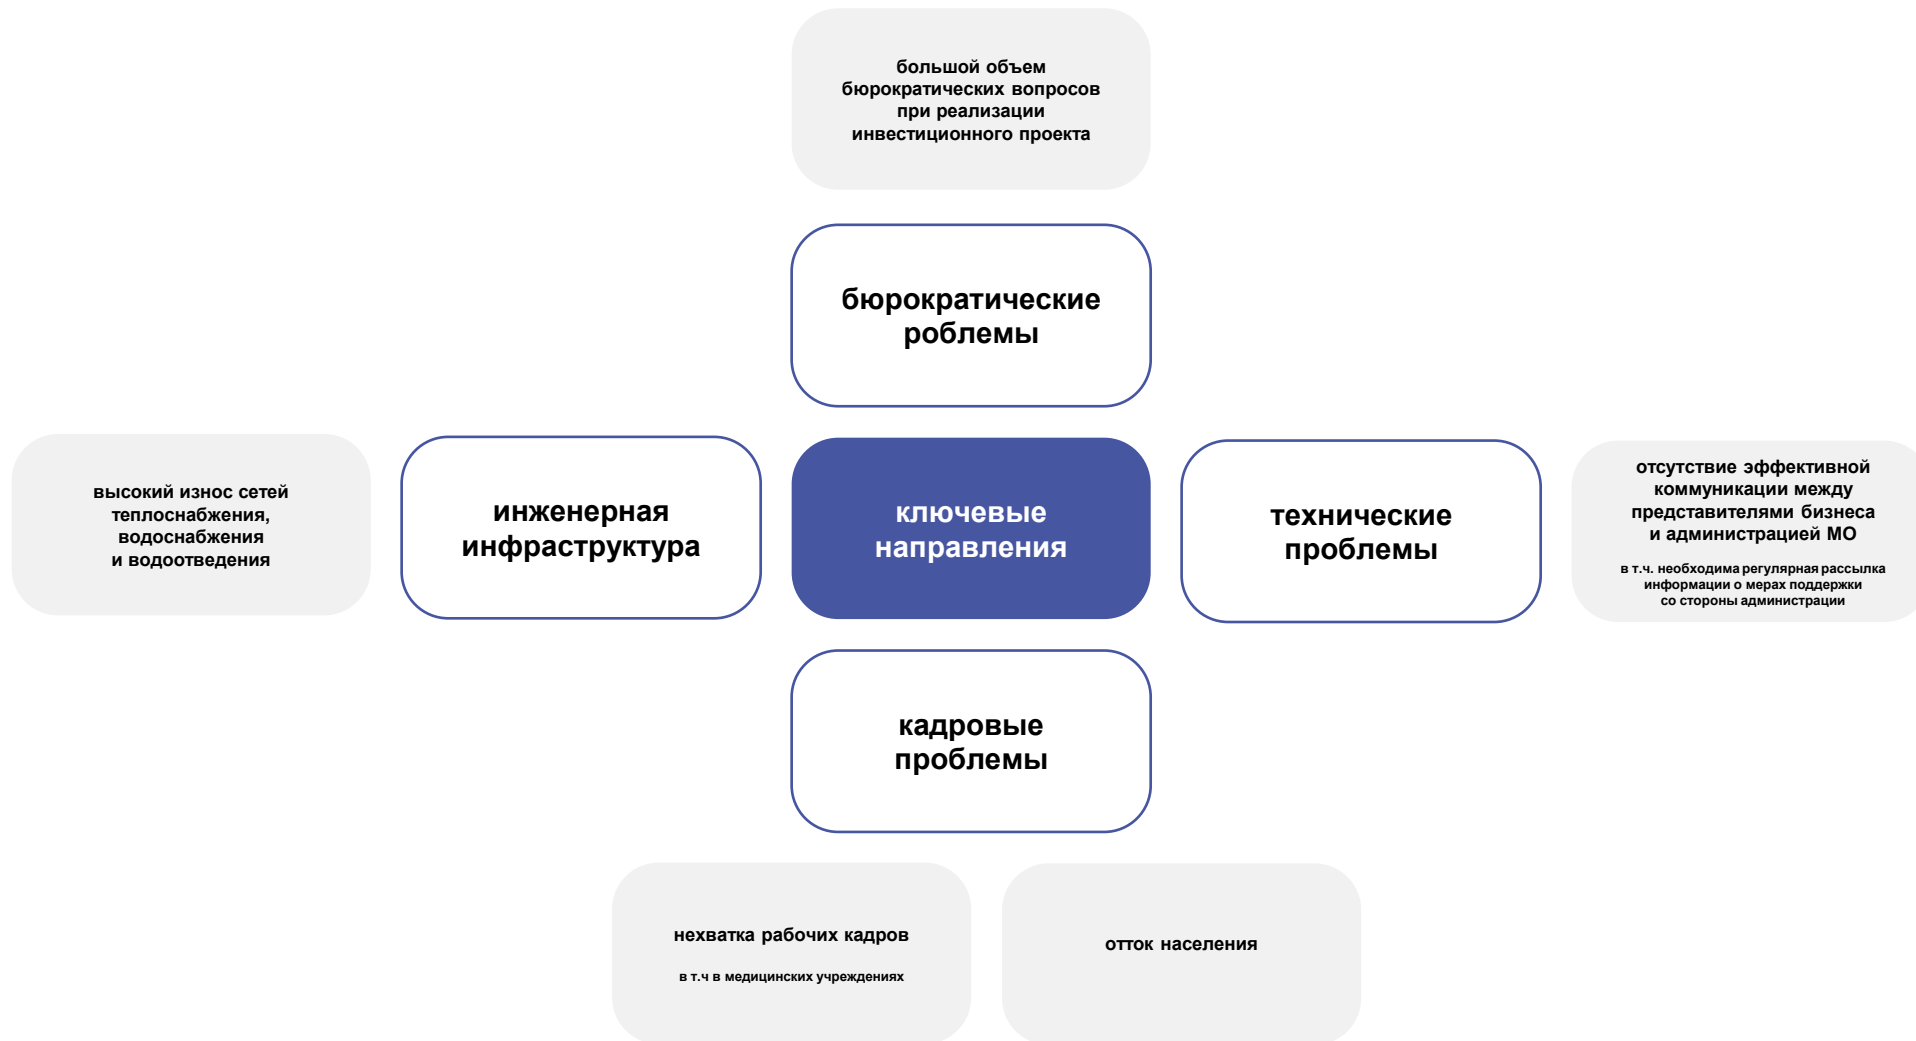 большой объем
бюрократических вопросов
при реализации
инвестиционного проекта
бюрократические
роблемы
высокий износ сетей
теплоснабжения,
водоснабжения
и водоотведения
инженерная
инфраструктура
ключевые
направления
технические
проблемы
отсутствие эффективной
коммуникации между
представителями бизнеса
и администрацией МО
в т.ч. необходима регулярная рассылка
информации о мерах поддержки
со стороны администрации
кадровые
проблемы
нехватка рабочих кадров
в т.ч в медицинских учреждениях
отток населения